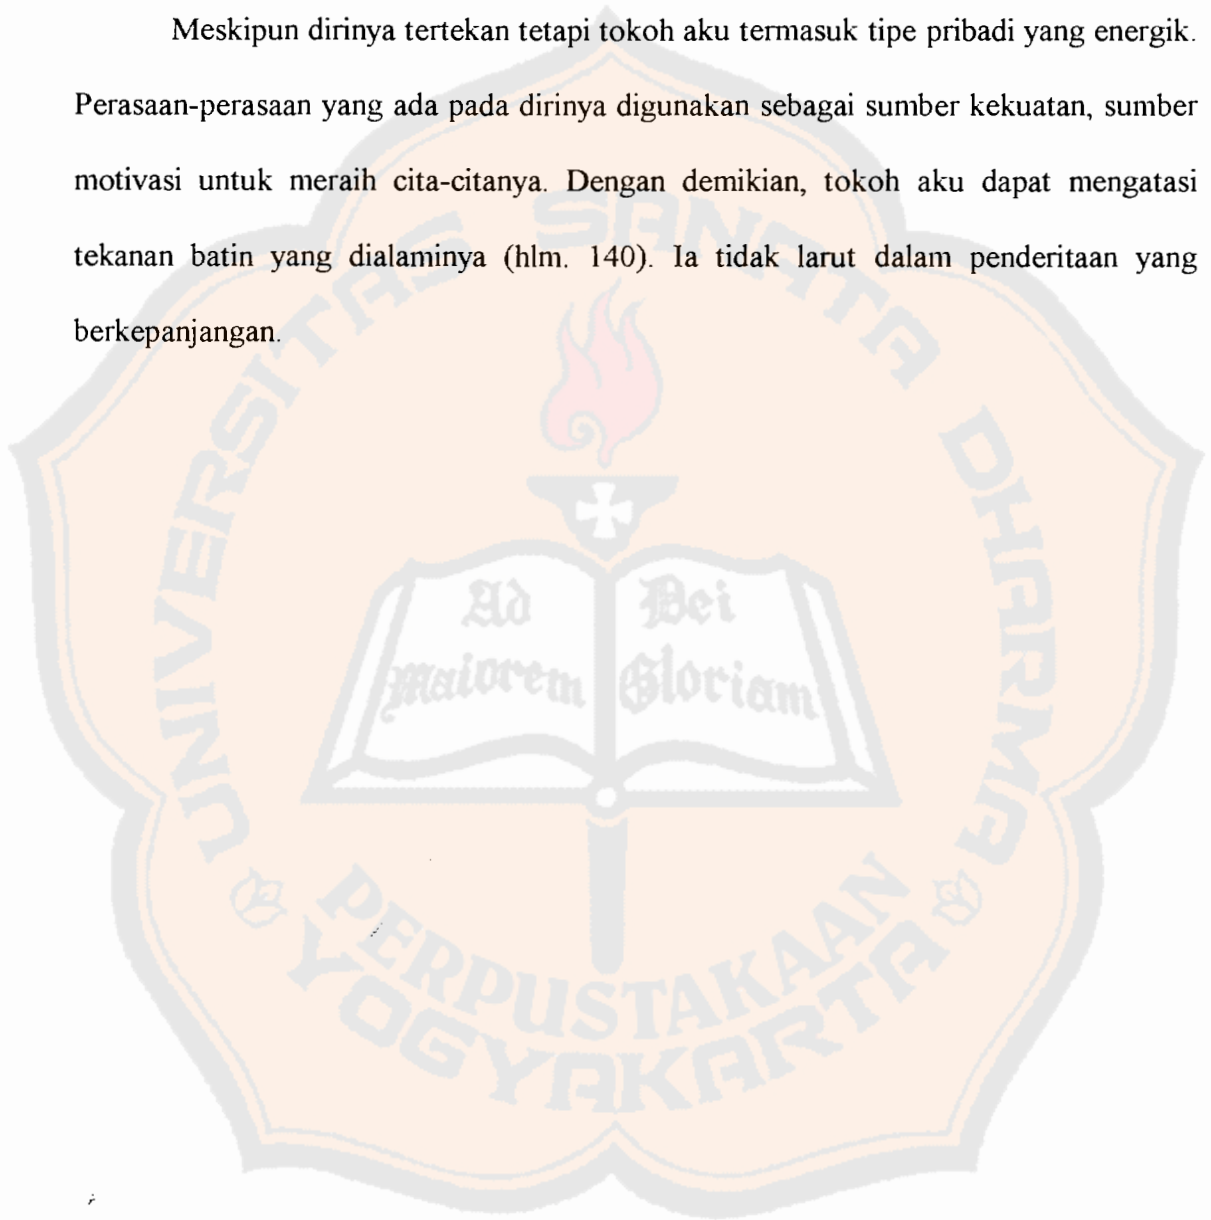 Meskipun dirinya tertekan tetapi tokoh aku termasuk tipe pribadi yang energik.
Perasaan-perasaan yang ada pada dirinya digunakan sebagai sumber kekuatan, sumber
motivasi untuk meraih cita-citanya. Dengan demikian, tokoh aku dapat mengatasi
tekanan batin yang dialaminya (hlm. 140). Ia tidak larut dalam penderitaan yang
berkepanjangan.
UNIVERSITAS SANATA DHARMA
Ad Dei
maiorem Gloriam
PERPUSTAKAAN
YOGYAKARTA